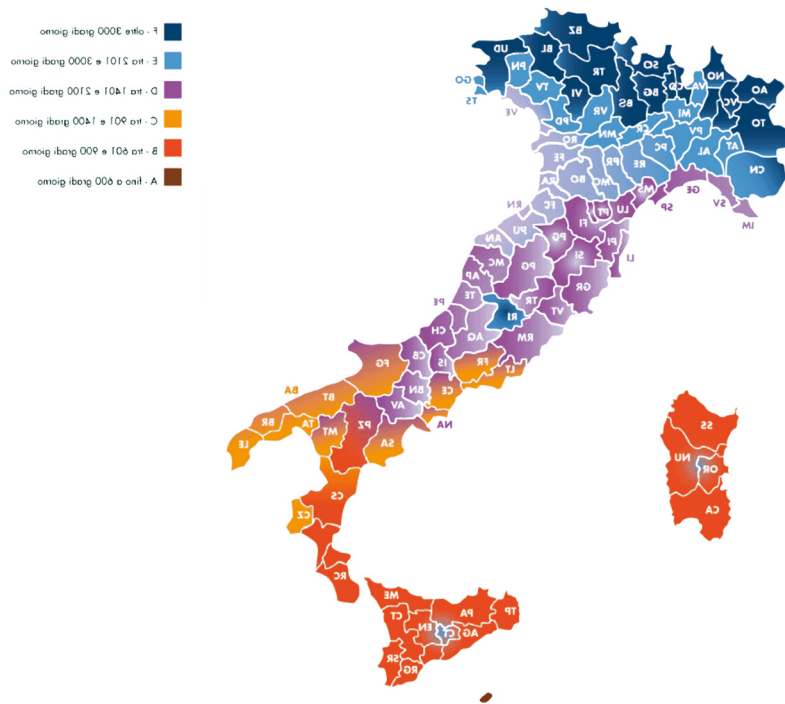 F - oltre 3000 gradi giorno
E - tra 2101 e 3000 gradi giorno
D - tra 1401 e 2100 gradi giorno
C - tra 901 e 1400 gradi giorno
B - tra 601 e 900 gradi giorno
A - fino a 600 gradi giorno
BZ
UD
BL
PN
TR
SO
NO
AO
GO
TS
TV
VI
BS
BG
CO
VA
VC
TO
VE
PD
VR
MI
MN
CR
PV
AT
AL
CN
RO
FE
PR
RE
PC
RA
BO
MO
MS
GE
SV
IM
RN
FC
FI
PT
LU
SP
PU
AN
PG
PI
LI
MC
PG
SI
AP
GR
TE
TR
VT
PE
RI
CH
AQ
RM
FG
CB
IS
FR
LT
BA
BT
BN
CE
AV
NA
BR
TA
MT
PZ
SA
LE
SS
NU
OR
CA
CS
CZ
RC
ME
CT
EN
PA
TP
AG
CT
SR
RG